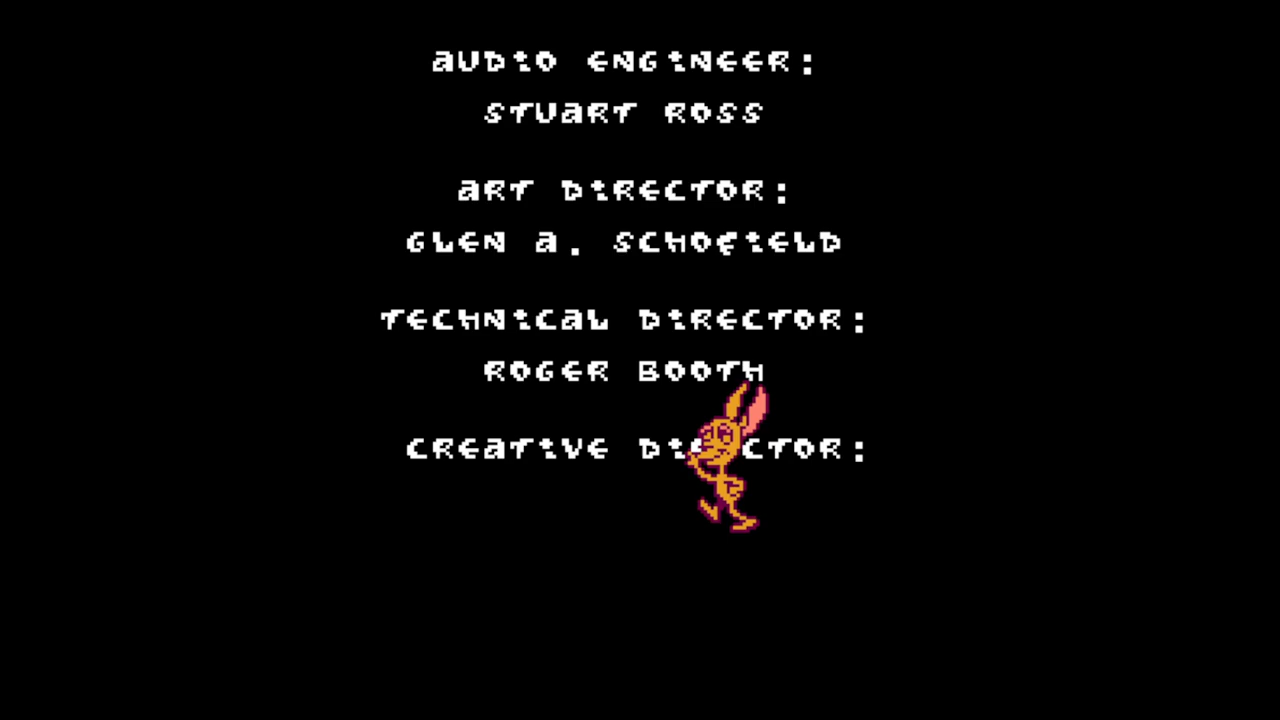 AUDIO ENGINEER:
STUART ROSS
ART DIRECTOR:
GLEN A. SCHOFIELD
TECHNICAL DIRECTOR:
ROGER BOOTH
CREATIVE DIRECTOR: